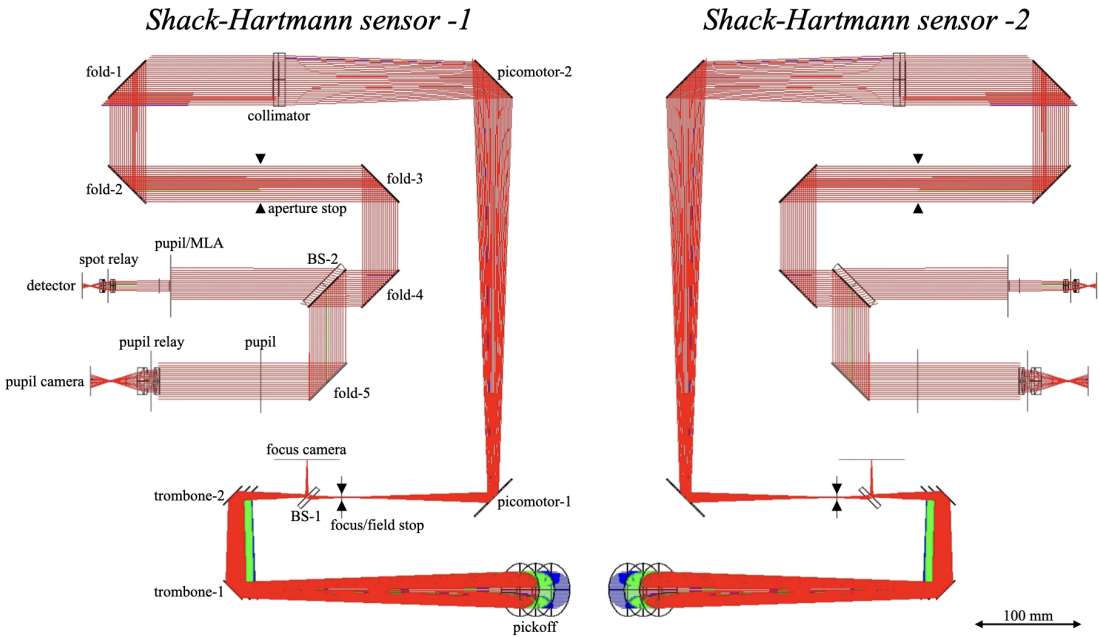 Shack-Hartmann sensor -1
Shack-Hartmann sensor -2
fold-1
picomotor-2
collimator
fold-2
fold-3
aperture stop
pupil/MLA
spot relay
BS-2
detector
fold-4
pupil relay
pupil
pupil camera
fold-5
focus camera
trombone-2
BS-1
picomotor-1
focus/field stop
trombone-1
pickoff
100 mm